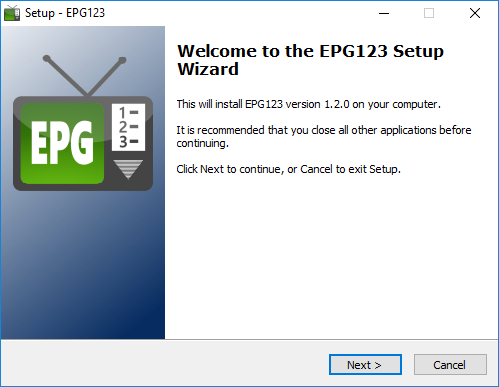 Setup - EPG123
EPG
1
2
3
Welcome to the EPG123 Setup
Wizard
This will install EPG123 version 1.2.0 on your computer.
It is recommended that you close all other applications before
continuing.
Click Next to continue, or Cancel to exit Setup.
Next >
Cancel